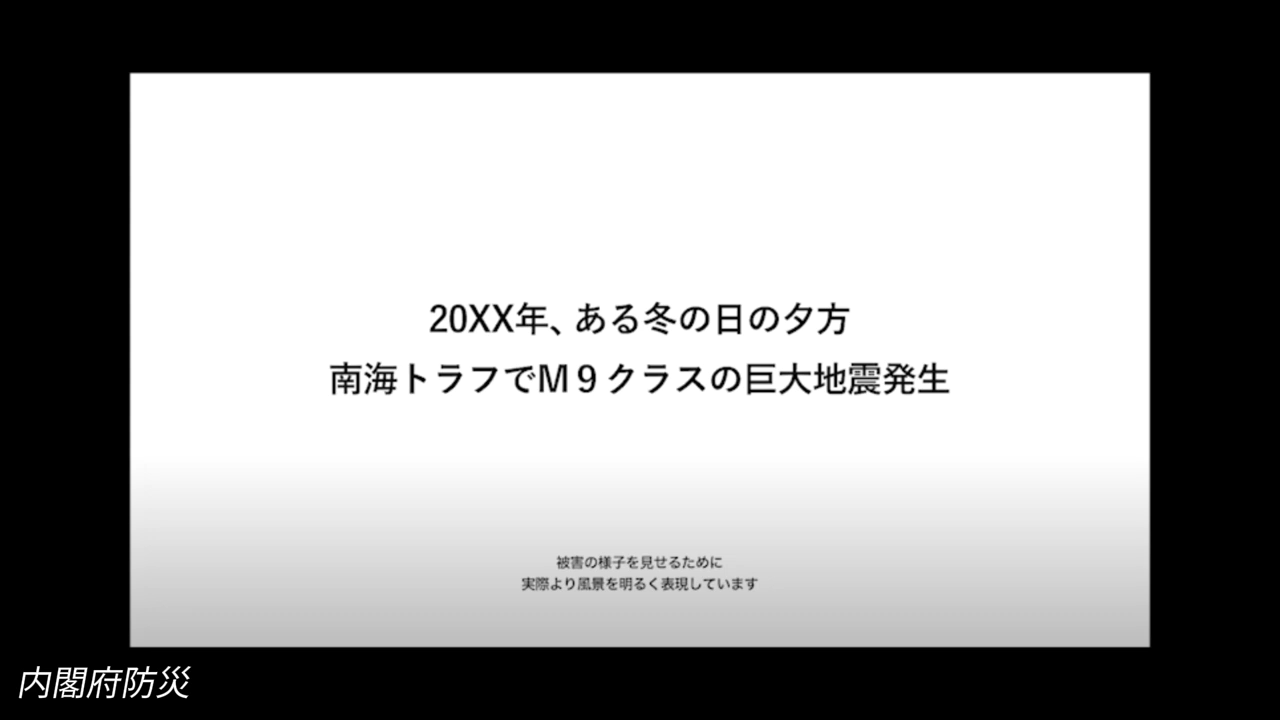 20XX年、ある冬の日の夕方
南海トラフでM９クラスの巨大地震発生
被害の様子を見せるために
実際より風景を明るく表現しています
内閣府防災